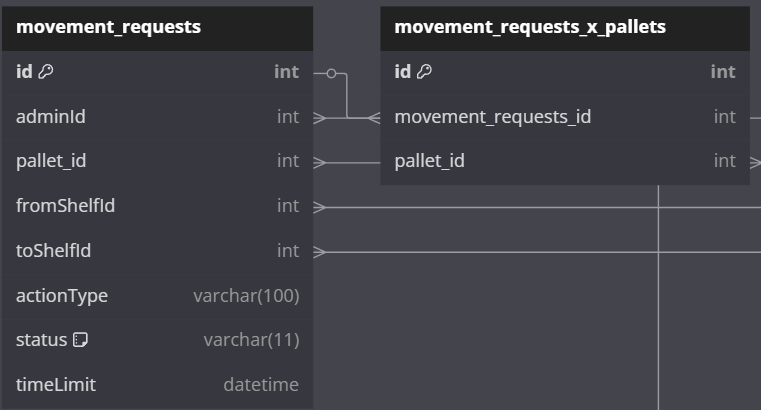 movement_requests
id int
adminId int
pallet_id int
fromShelfId int
toShelfId int
actionType varchar(100)
status varchar(11)
timeLimit datetime
movement_requests_x_pallets
id int
movement_requests_id int
pallet_id int